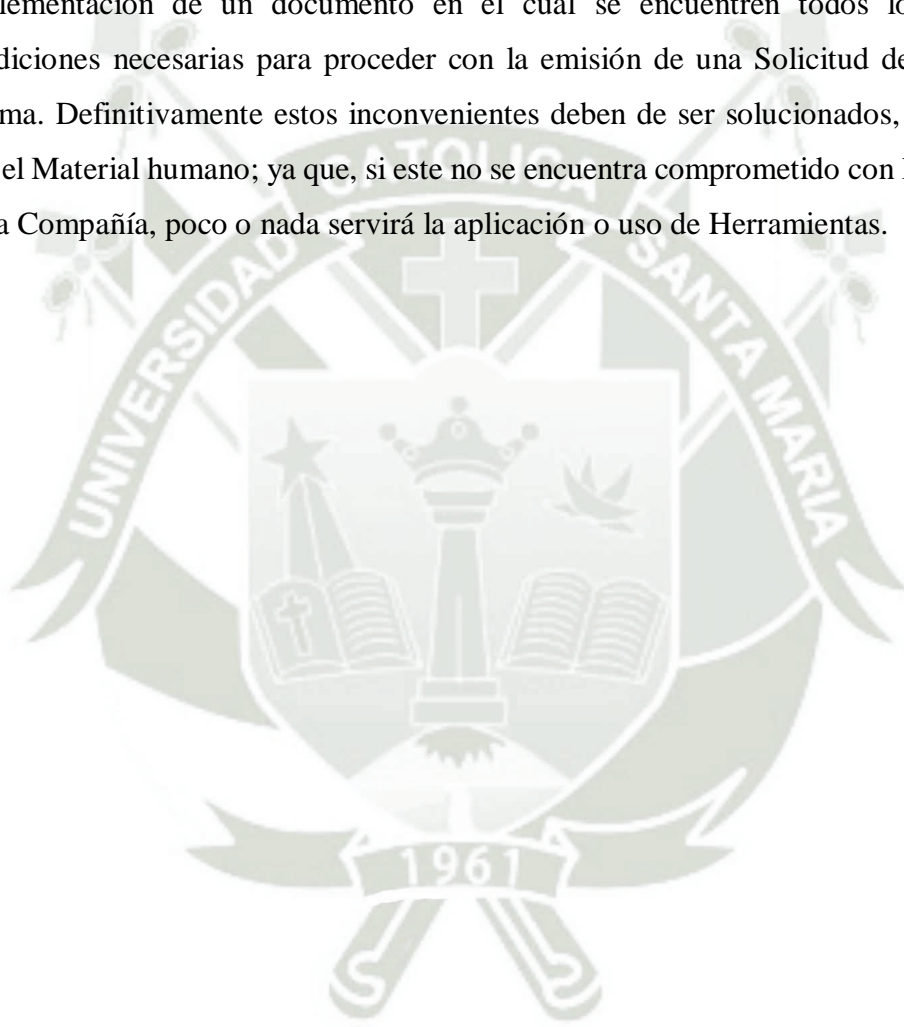 lementación de un documento en el cual se encuentren todos lo
diciones necesarias para proceder con la emisión de una Solicitud de
ma. Definitivamente estos inconvenientes deben de ser solucionados,
el Material humano; ya que, si este no se encuentra comprometido con
a Compañía, poco o nada servirá la aplicación o uso de Herramientas.
UNIVERSIDAD CATOLICA SANTA MARIA
1961